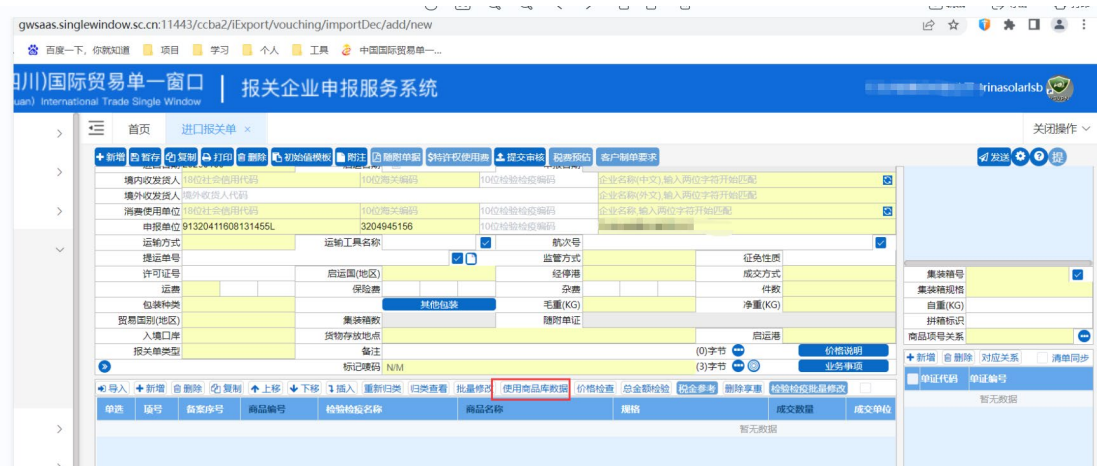 gwsaas.singlewindow.sc.cn:11443/ccba2/iExport/vouching/importDec/add/new
百度一下,你就知道 项目 学习 个人 工具 中国国际贸易单一...
川)国际贸易单一窗口 | 报关企业申报服务系统
uan) International Trade Single Window
rinasolarlsb
首页 进口报关单 × 关闭操作
新增 暂存 复制 打印 删除 初始值模板 附注 随附单据 $特许权使用费 提交审核 税费预估 客户制单要求 发送 提
境内收发货人 18位社会信用代码 10位海关编码 10位检验检疫编码 企业名称(中文),输入两位字符开始匹配
境外收发货人 境外收发货人代码 企业名称(外文),输入两位字符开始匹配
消费使用单位 18位社会信用代码 10位海关编码 10位检验检疫编码 企业名称,输入两位字符开始匹配
申报单位 91320411608131455L 3204945156 10位检验检疫编码
运输方式 运输工具名称 航次号
提运单号 监管方式 征免性质
许可证号 启运国(地区) 经停港 成交方式 集装箱号
运费 保险费 杂费 件数 集装箱规格
包装种类 其他包装 毛重(KG) 净重(KG) 自重(KG)
贸易国别(地区) 集装箱数 随附单证 拼箱标识
入境口岸 货物存放地点 启运港 商品项号关系
报关单类型 备注 (0)字节 价格说明
标记唛码 N/M (3)字节 业务事项
新增 删除 对应关系 清单同步
导入 新增 删除 复制 上移 下移 插入 重新归类 归类查看 批量修改 使用商品库数据 价格检查 总金额检验 税金参考 删除享惠 检验检疫批量修改
单证代码 单证编号
单选 项号 备案序号 商品编号 检验检疫名称 商品名称 规格 成交数量 成交单位
暂无数据
暂无数据